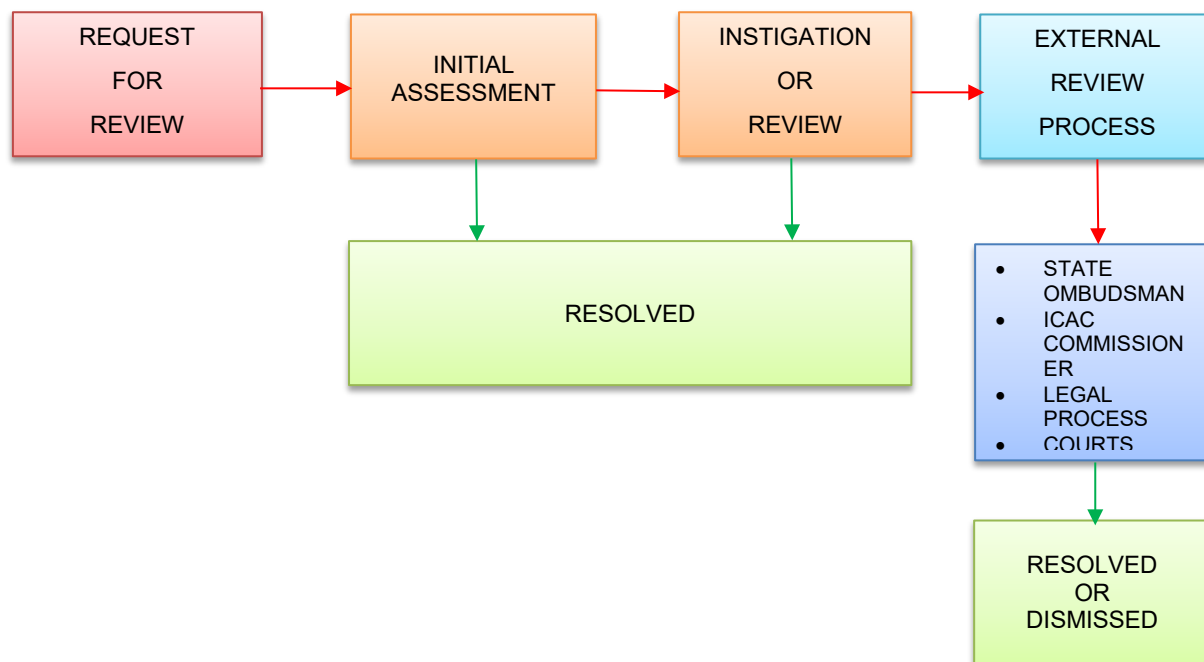 REQUEST
FOR
REVIEW
INITIAL
ASSESSMENT
INSTIGATION
OR
REVIEW
EXTERNAL
REVIEW
PROCESS
RESOLVED
• STATE
OMBUDSMAN
• ICAC
COMMISSION
ER
• LEGAL
PROCESS
• COURTS
RESOLVED
OR
DISMISSED